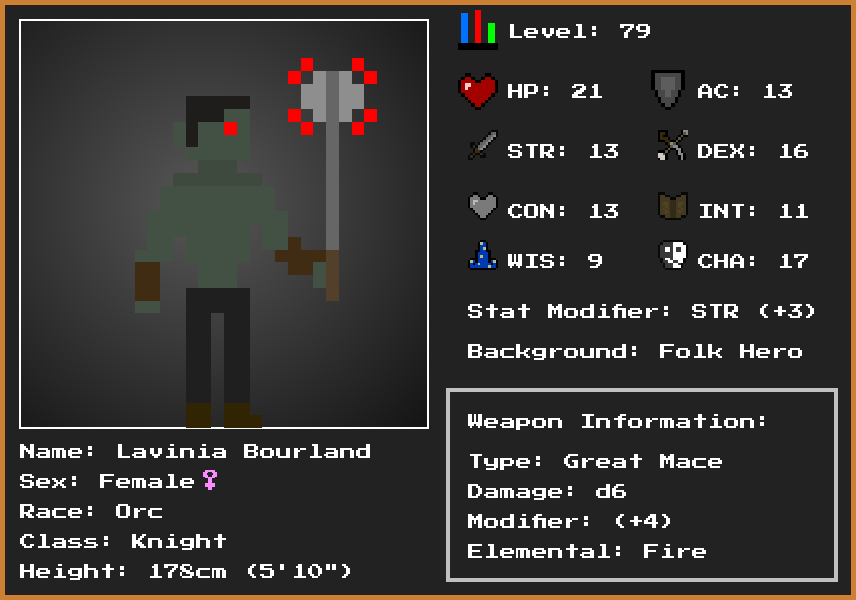 Level: 79
HP: 21 AC: 13
STR: 13 DEX: 16
CON: 13 INT: 11
WIS: 9 CHA: 17
Stat Modifier: STR (+3)
Background: Folk Hero
Weapon Information:
Type: Great Mace
Damage: d6
Modifier: (+4)
Elemental: Fire
Name: Lavinia Bourland
Sex: Female♀
Race: Orc
Class: Knight
Height: 178cm (5'10")